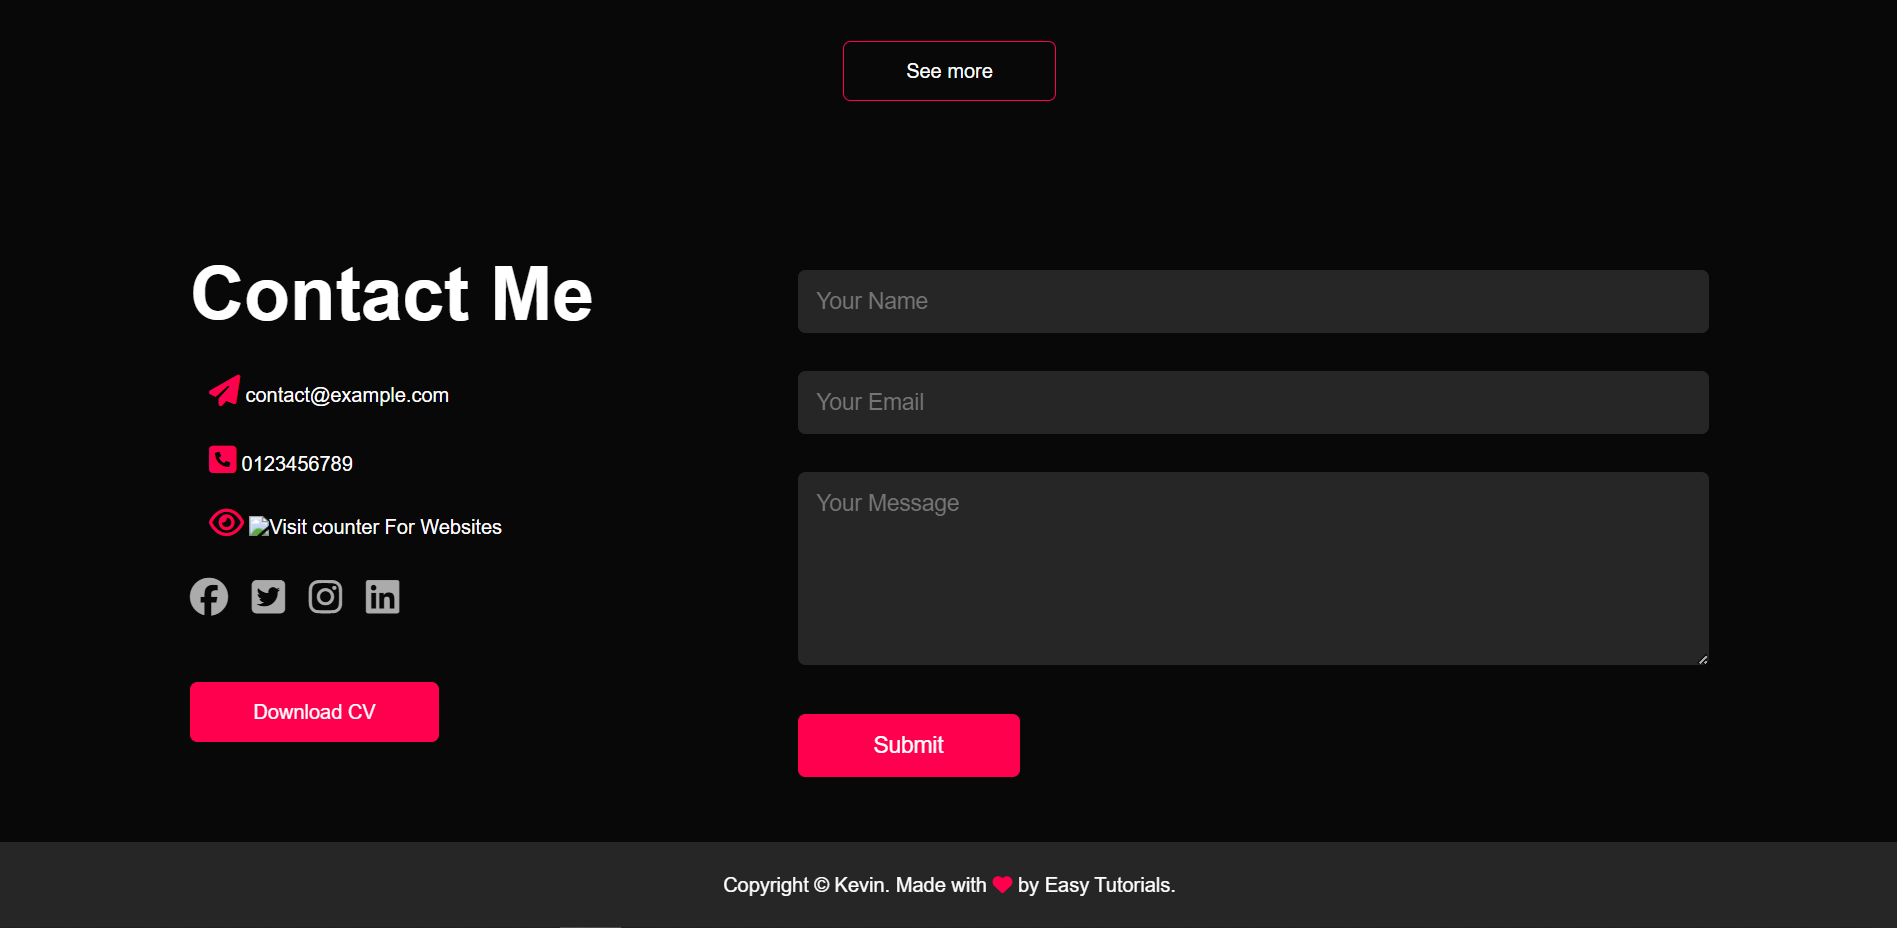 See more
Contact Me
contact@example.com
0123456789
Visit counter For Websites
Download CV
Your Name
Your Email
Your Message
Submit
Copyright © Kevin. Made with ❤ by Easy Tutorials.